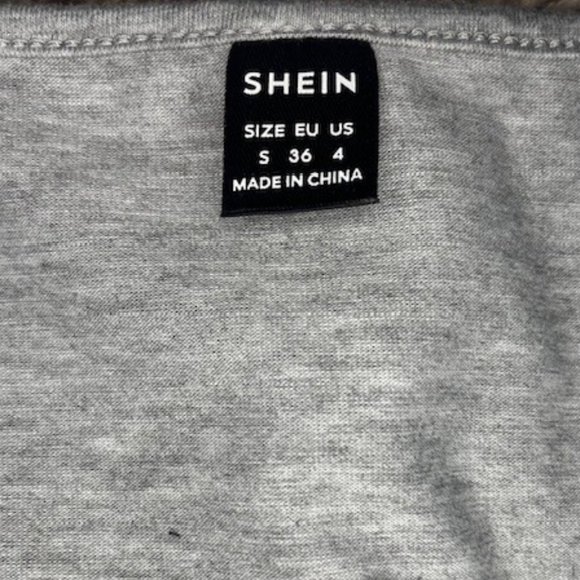 SHEIN
SIZE EU US
S 36 4
MADE IN CHINA